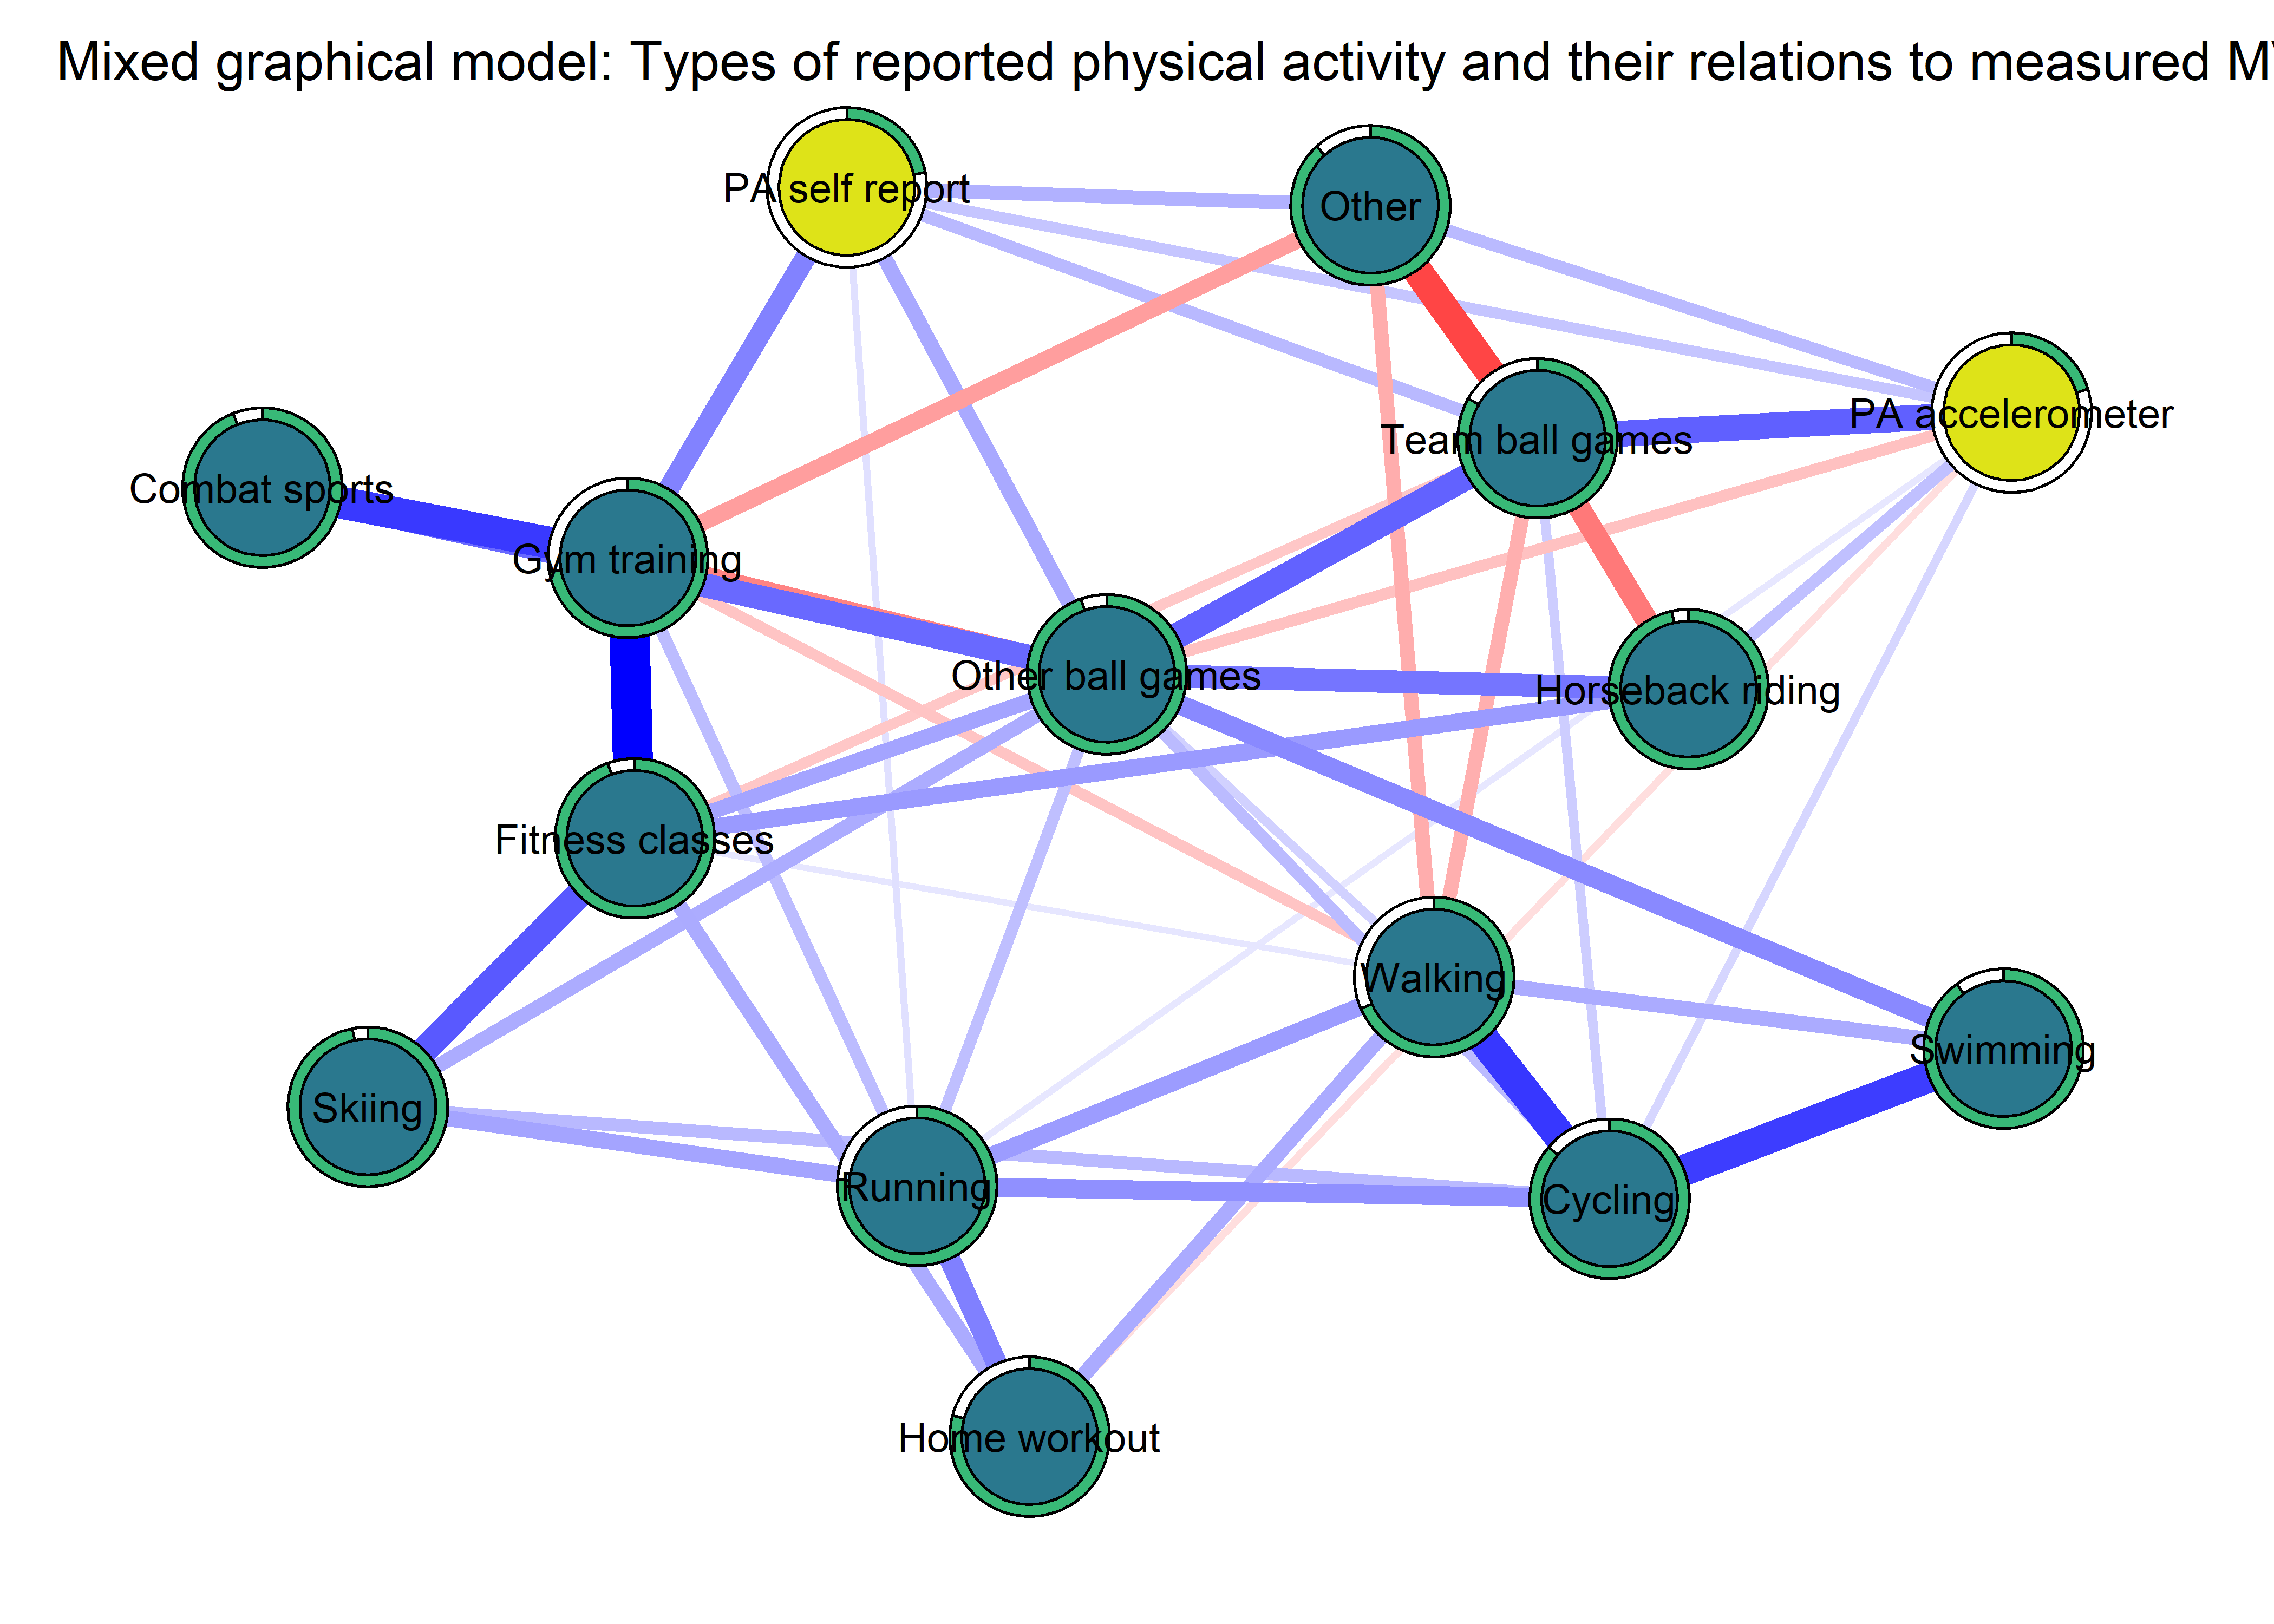 Mixed graphical model: Types of reported physical activity and their relations to measured M
PA self report
Other
PA accelerometer
Team ball games
Combat sports
Gym training
Other ball games
Horseback riding
Fitness classes
Walking
Swimming
Skiing
Running
Cycling
Home workout